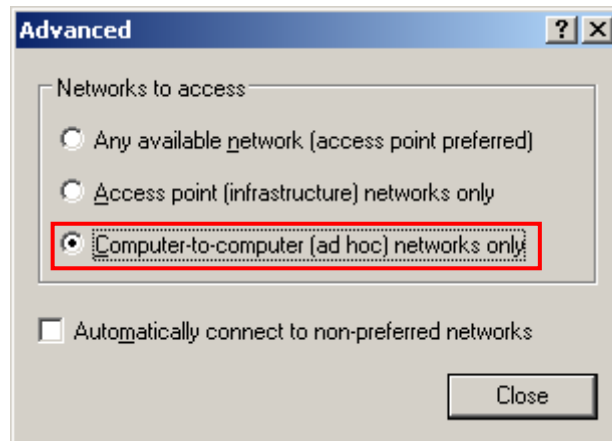 Advanced
Networks to access
Any available network (access point preferred)
Access point (infrastructure) networks only
Computer-to-computer (ad hoc) networks only
Automatically connect to non-preferred networks
Close